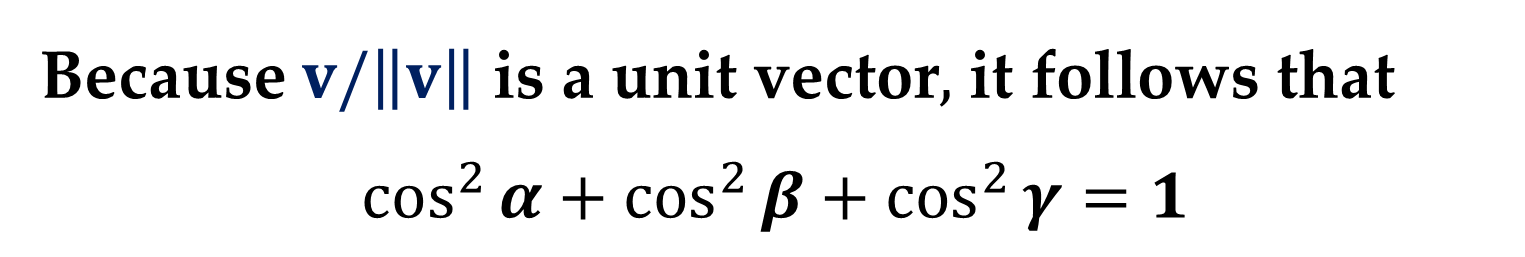 Because v/‖v‖ is a unit vector, it follows that
cos² α + cos² β + cos² γ = 1